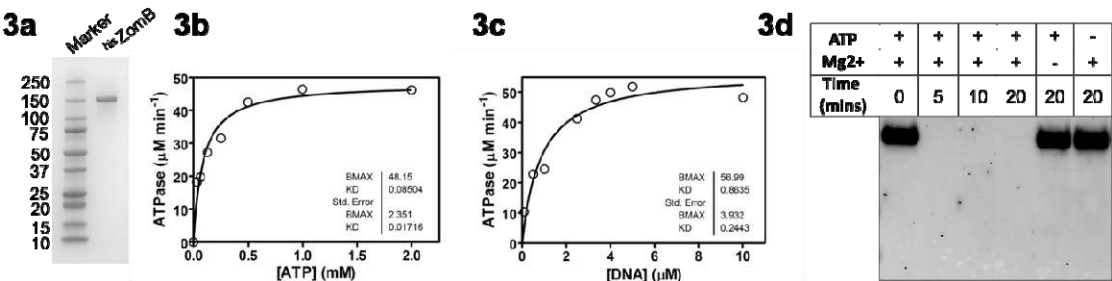 3a
Marker
hisZomB
250
150
100
75
50
37
25
20
15
10
3b
ATPase (µM min⁻¹)
50
40
30
20
10
0
0.0 0.5 1.0 1.5 2.0
[ATP] (mM)
BMAX 48.15
KD 0.08504
Std. Error
BMAX 2.351
KD 0.01716
3c
ATPase (µM min⁻¹)
50
40
30
20
10
0
0 2 4 6 8 10
[DNA] (µM)
BMAX 56.99
KD 0.8635
Std. Error
BMAX 3.932
KD 0.2443
3d
ATP + + + + + -
Mg2+ + + + + - +
Time
(mins) 0 5 10 20 20 20